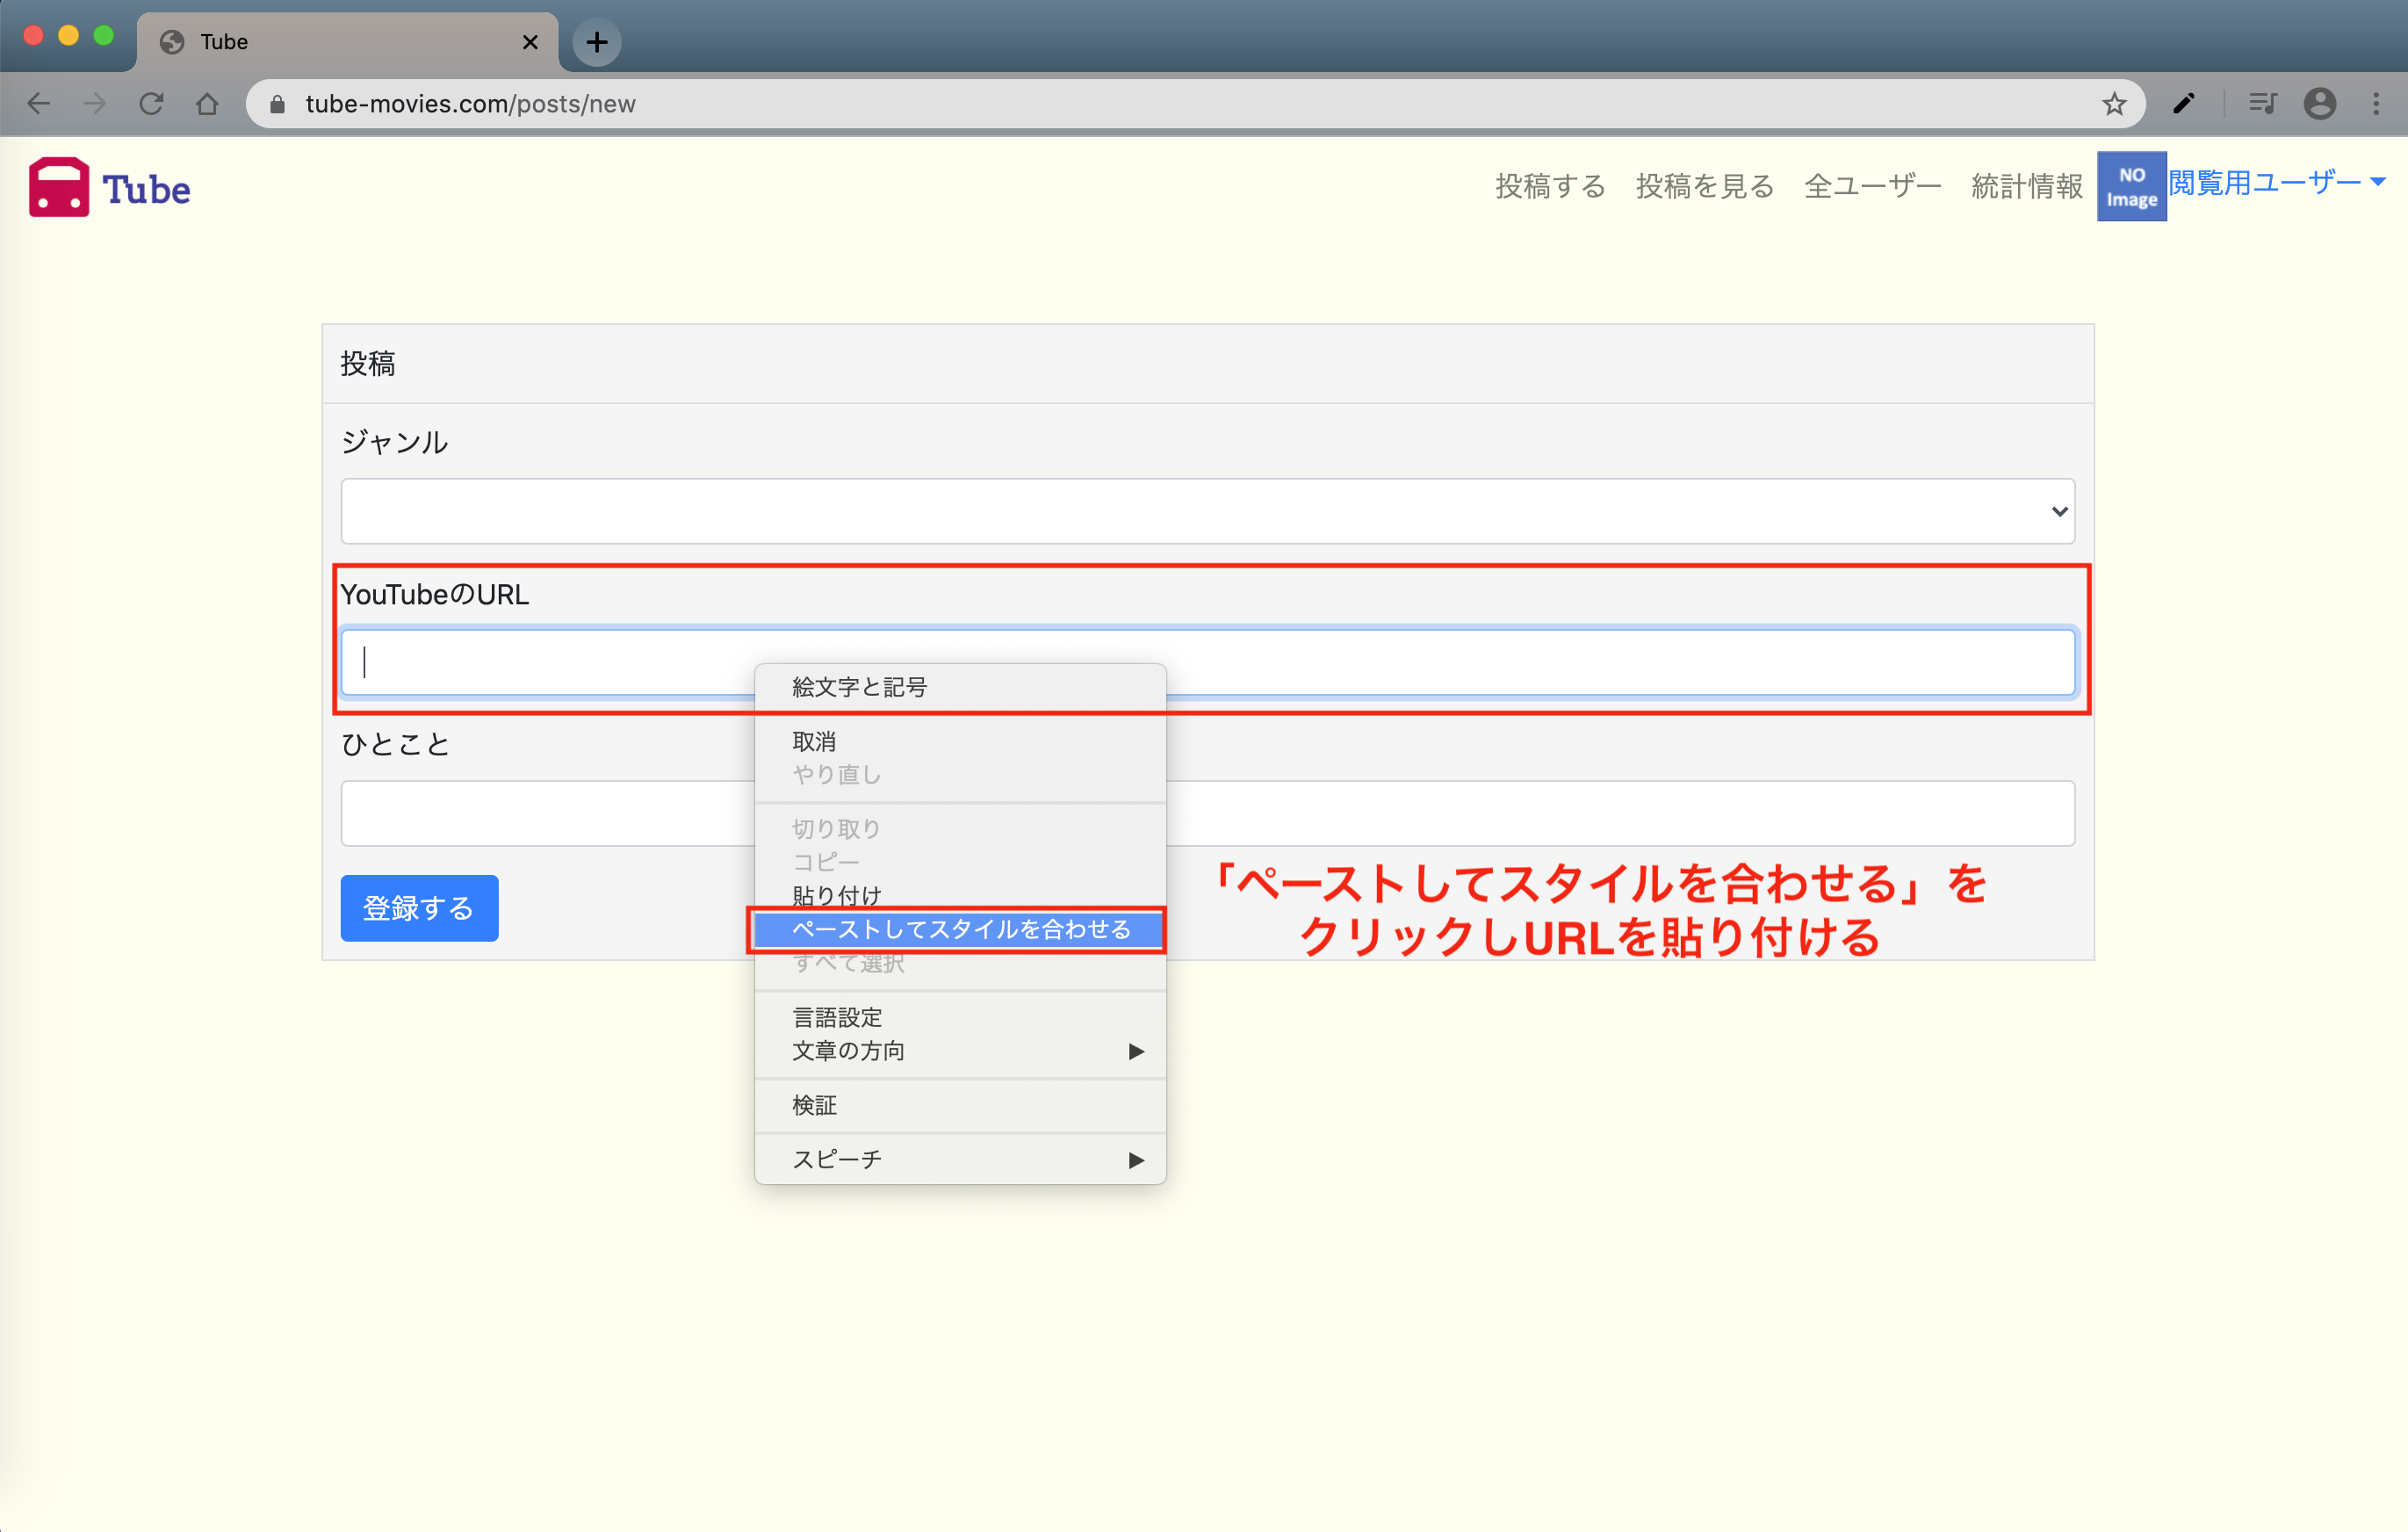 Tube
tube-movies.com/posts/new
Tube
投稿する 投稿を見る 全ユーザー 統計情報 NO Image 閲覧用ユーザー
投稿
ジャンル
YouTubeのURL
絵文字と記号
取消
ひとこと
やり直し
切り取り
コピー
貼り付け
ペーストしてスタイルを合わせる
すべて選択
言語設定
文章の方向
検証
スピーチ
登録する
「ペーストしてスタイルを合わせる」を
クリックしURLを貼り付ける